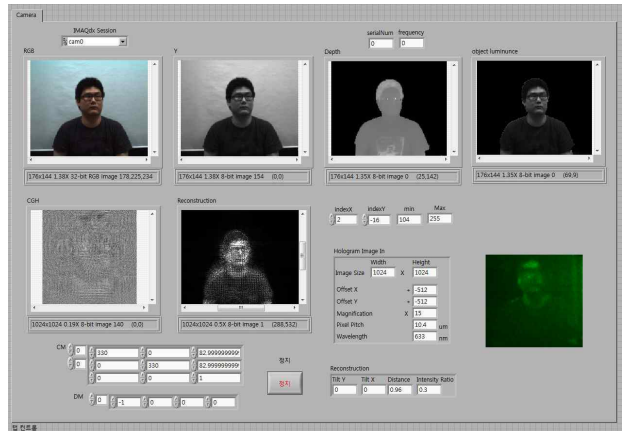 Camera
IMAQdx Session
cam0
serialNum frequency
0 0
RGB
Y
Depth
object luminunce
176x144 1.38X 32-bit RGB image 178,225,234
176x144 1.38X 8-bit image 154 (0,0)
176x144 1.35X 8-bit image 0 (25,142)
176x144 1.35X 8-bit image 0 (69,9)
CGH
Reconstruction
indexX indexY min Max
2 -16 104 255
Hologram Image In
Width Height
Image Size 1024 X 1024
Offset X + -512
Offset Y + -512
Magnification X 15
Pixel Pitch 10.4 um
Wavelength 633 nm
1024x1024 0.19X 8-bit image 140 (0,0)
1024x1024 0.5X 8-bit image 1 (288,532)
CM 0 330 0 82.9999999999
0 0 330 82.9999999999
0 0 1
정지
정지
DM 0 -1 0 0 0
Reconstruction
Tilt Y Tilt X Distance Intensity Ratio
0 0 0.96 0.3
탭 컨트롤